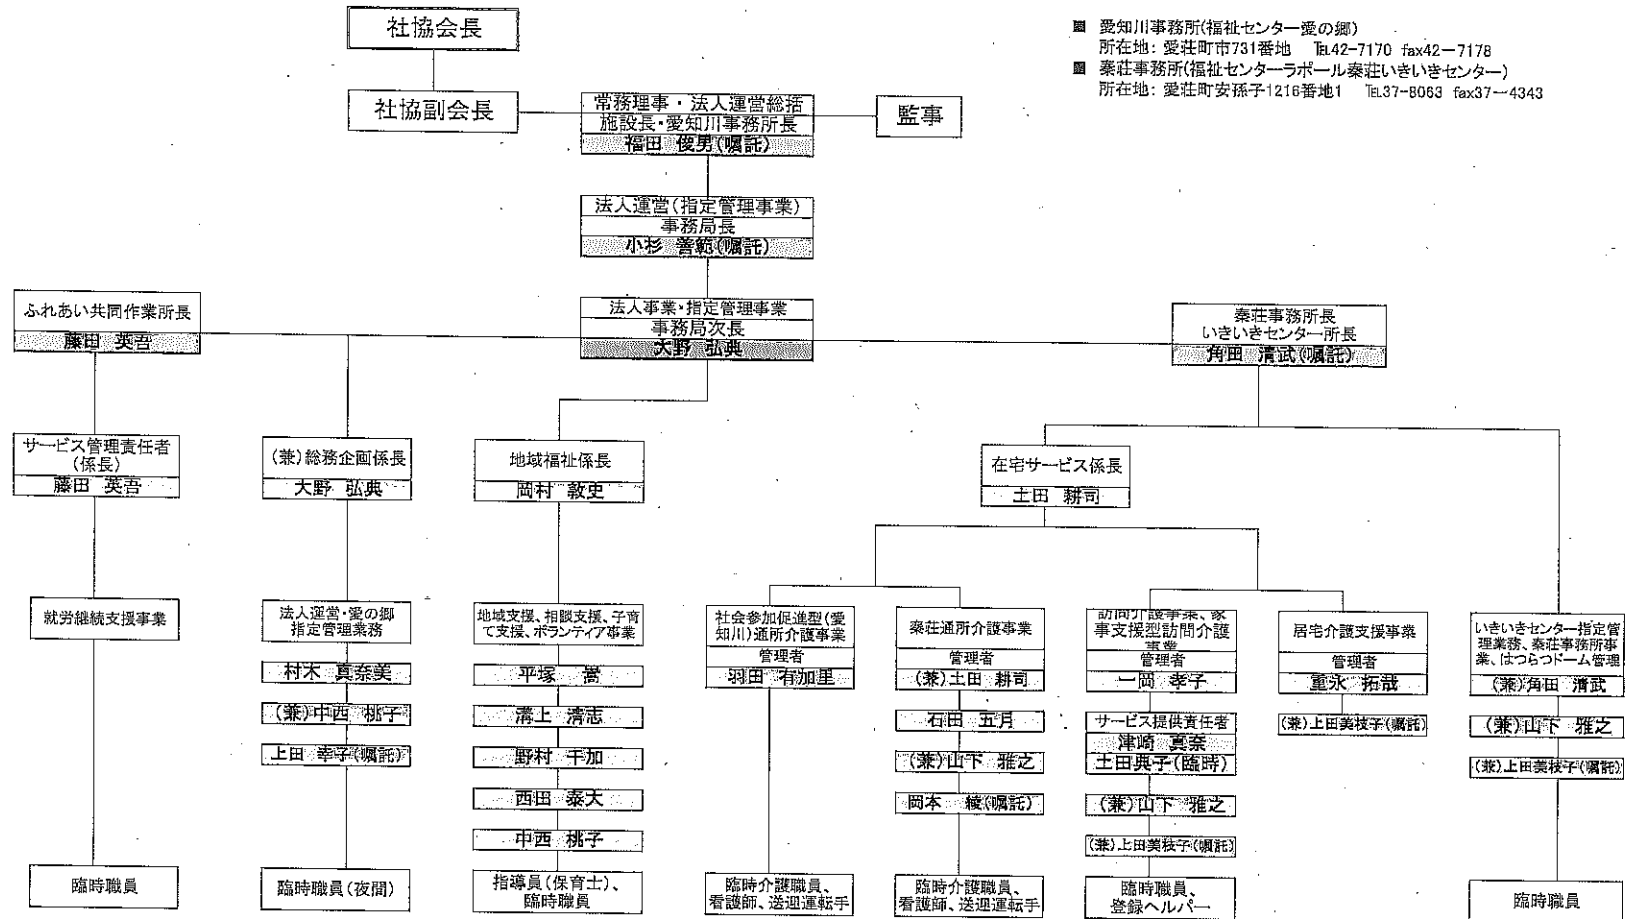 社協会長
■ 愛知川事務所(福祉センター愛の郷)
所在地: 愛荘町市731番地 ℡42-7170 fax42-7178
■ 秦荘事務所(福祉センターラポール秦荘いきいきセンター)
所在地: 愛荘町安孫子1216番地1 ℡37-8063 fax37-4343
社協副会長
常務理事・法人運営総括
施設長・愛知川事務所長
福田 俊男(嘱託)
監事
法人運営(指定管理事業)
事務局長
小杉 善範(嘱託)
ふれあい共同作業所長
藤田 英吾
法人事業・指定管理事業
事務局次長
大野 弘典
秦荘事務所長
いきいきセンター所長
角田 清武(嘱託)
サービス管理責任者
(係長)
藤田 英吾
(兼)総務企画係長
大野 弘典
地域福祉係長
岡村 敦史
在宅サービス係長
土田 耕司
就労継続支援事業
法人運営・愛の郷
指定管理業務
村木 真奈美
(兼)中西 桃子
上田 幸子(嘱託)
地域支援、相談支援、子育
て支援、ボランティア事業
平塚 嵩
溝上 清志
野村 千加
西田 泰大
中西 桃子
社会参加促進型(愛
知川)通所介護事業
管理者
羽田 有加里
秦荘通所介護事業
管理者
(兼)土田 耕司
石田 五月
(兼)山下 雅之
岡本 綾(嘱託)
訪問介護事業、家
事支援型訪問介護
事業
管理者
一岡 孝子
サービス提供責任者
津崎 真奈
土田典子(臨時)
(兼)山下 雅之
(兼)上田美枝子(嘱託)
居宅介護支援事業
管理者
重永 拓哉
(兼)上田美枝子(嘱託)
いきいきセンター指定管
理業務、秦荘事務所事
業、はつらつドーム管理
(兼)角田 清武
(兼)山下 雅之
(兼)上田美枝子(嘱託)
臨時職員
臨時職員(夜間)
指導員(保育士)、
臨時職員
臨時介護職員、
看護師、送迎運転手
臨時介護職員、
看護師、送迎運転手
臨時職員、
登録ヘルパー
臨時職員